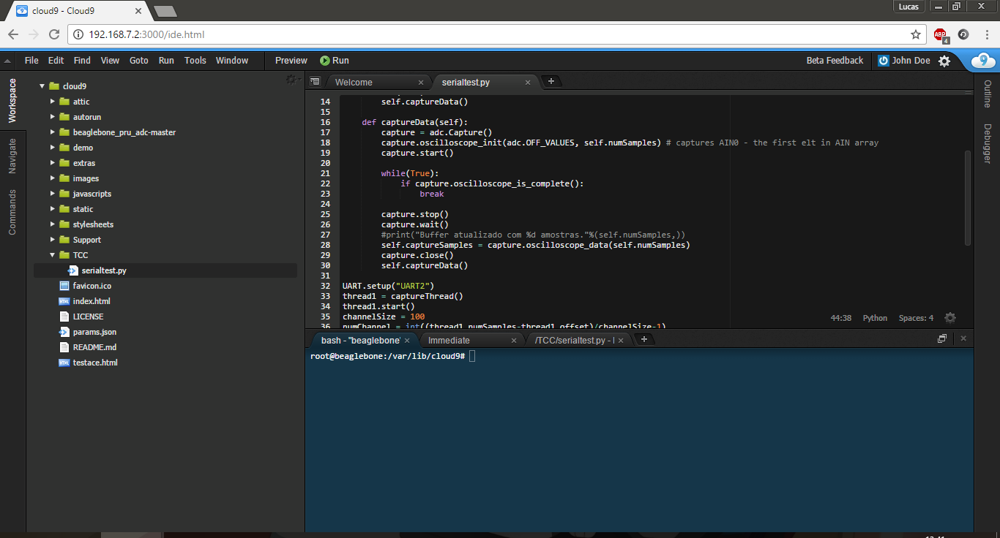 cloud9 - Cloud9
Lucas
192.168.7.2:3000/ide.html
ABP
4
File Edit Find View Goto Run Tools Window Preview Run
Beta Feedback John Doe
9
Workspace
Navigate
Commands
cloud9
attic
autorun
beaglebone_pru_adc-master
demo
extras
images
javascripts
static
stylesheets
Support
TCC
serialtest.py
favicon.ico
HTML index.html
LICENSE
params.json
README.md
HTML testace.html
Welcome
serialtest.py
14 self.captureData()
15
16 def captureData(self):
17 capture = adc.Capture()
18 capture.oscilloscope_init(adc.OFF_VALUES, self.numSamples) # captures AIN0 - the first elt in AIN array
19 capture.start()
20
21 while(True):
22 if capture.oscilloscope_is_complete():
23 break
24
25 capture.stop()
26 capture.wait()
27 #print("Buffer atualizado com %d amostras."%(self.numSamples,))
28 self.captureSamples = capture.oscilloscope_data(self.numSamples)
29 capture.close()
30 self.captureData()
31
32 UART.setup("UART2")
33 thread1 = captureThread()
34 thread1.start()
35 channelSize = 100
36 numChannel = int((thread1.numSamples-thread1.offset)/channelSize-1)
44:38 Python Spaces: 4
Outline
Debugger
bash - "beaglebone"
Immediate
/TCC/serialtest.py -
root@beaglebone:/var/lib/cloud9#